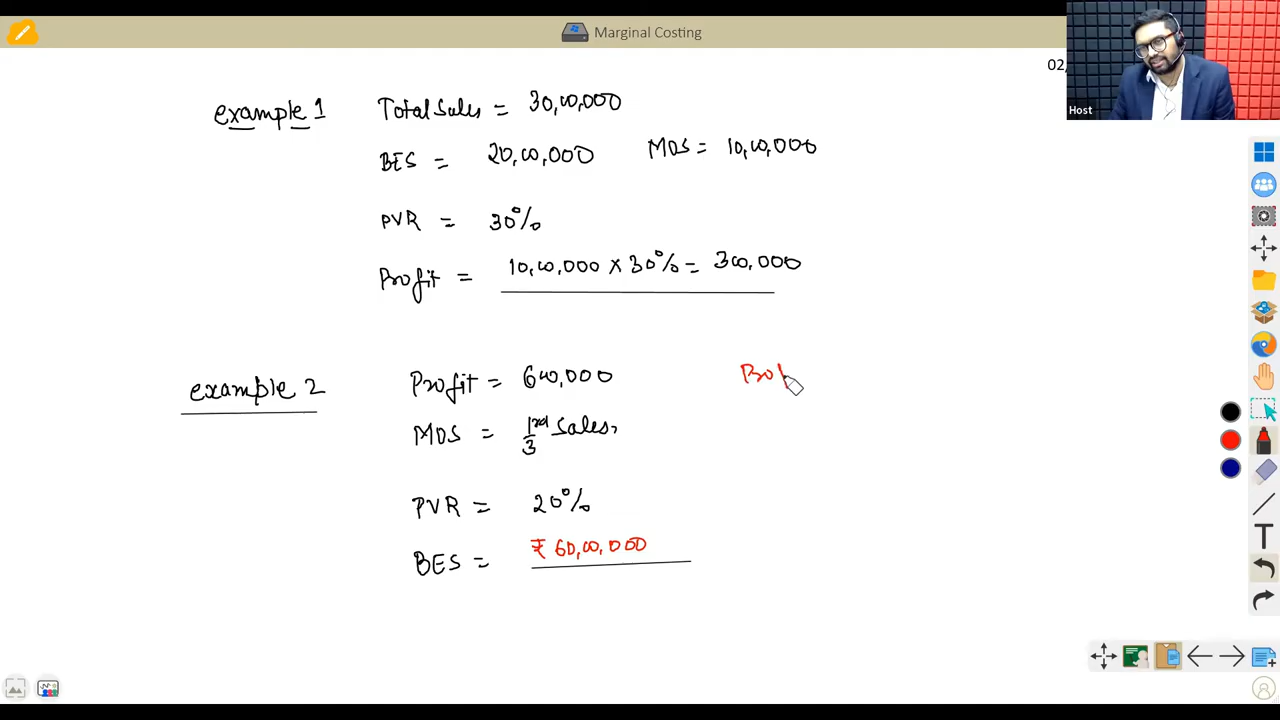 Marginal Costing
02/
Host
example 1 Total Sales = 30,00,000
BES = 20,00,000 MOS = 10,00,000
PVR = 30%
Profit = 10,00,000 x 30% = 300,000
example 2 Profit = 600,000
MOS = 1/3rd Sales,
PVR = 20%
BES = ₹ 60,00,000